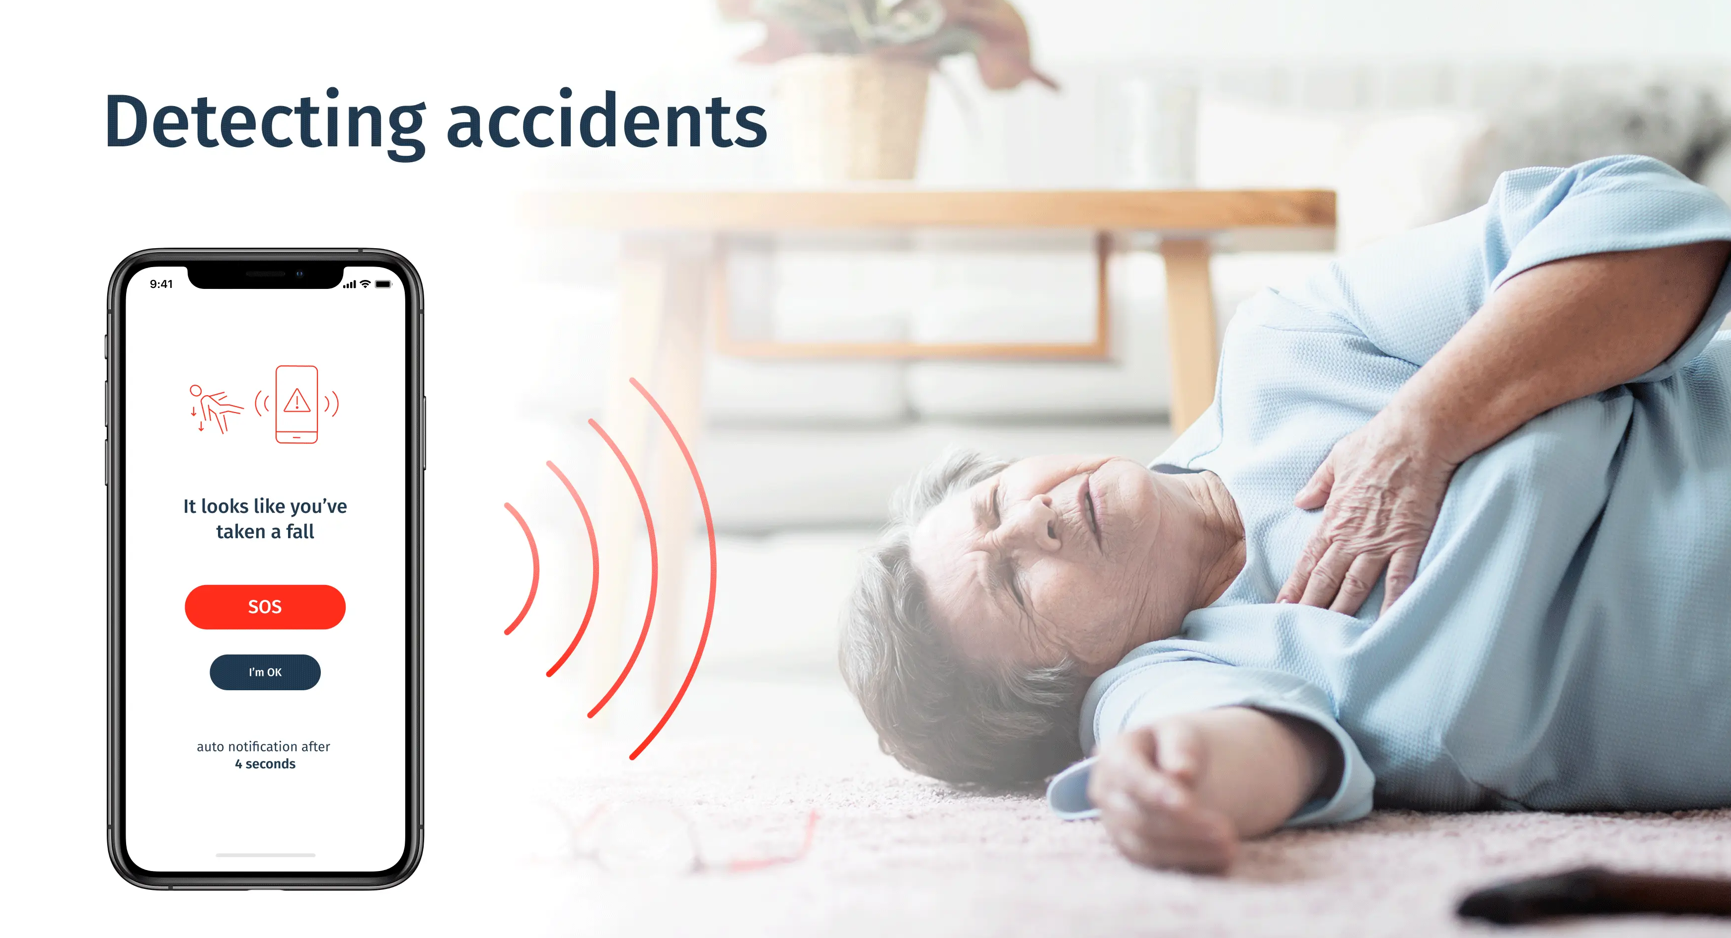 Detecting accidents
9:41
It looks like you’ve
taken a fall
SOS
I'm OK
auto notification after
4 seconds